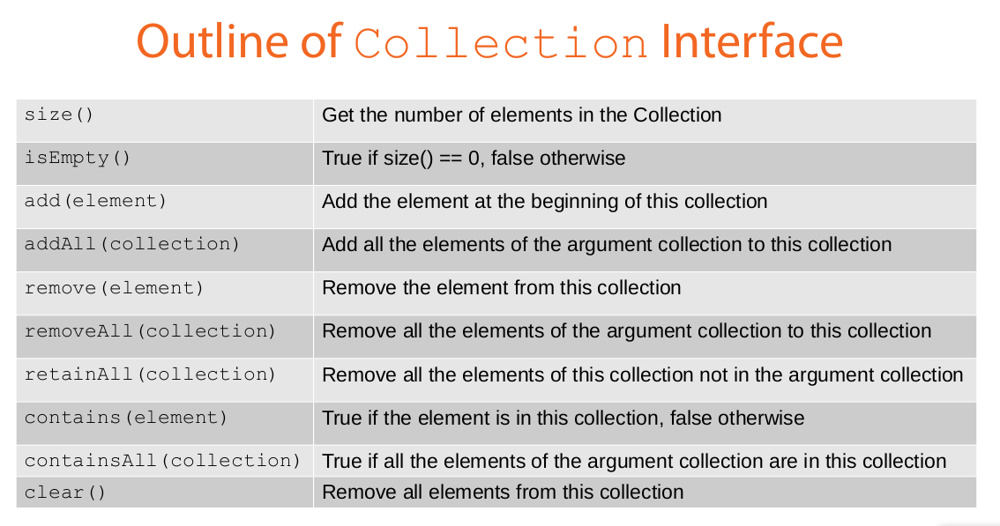 Outline of Collection Interface
size() Get the number of elements in the Collection
isEmpty() True if size() == 0, false otherwise
add(element) Add the element at the beginning of this collection
addAll(collection) Add all the elements of the argument collection to this collection
remove(element) Remove the element from this collection
removeAll(collection) Remove all the elements of the argument collection to this collection
retainAll(collection) Remove all the elements of this collection not in the argument collection
contains(element) True if the element is in this collection, false otherwise
containsAll(collection) True if all the elements of the argument collection are in this collection
clear() Remove all elements from this collection